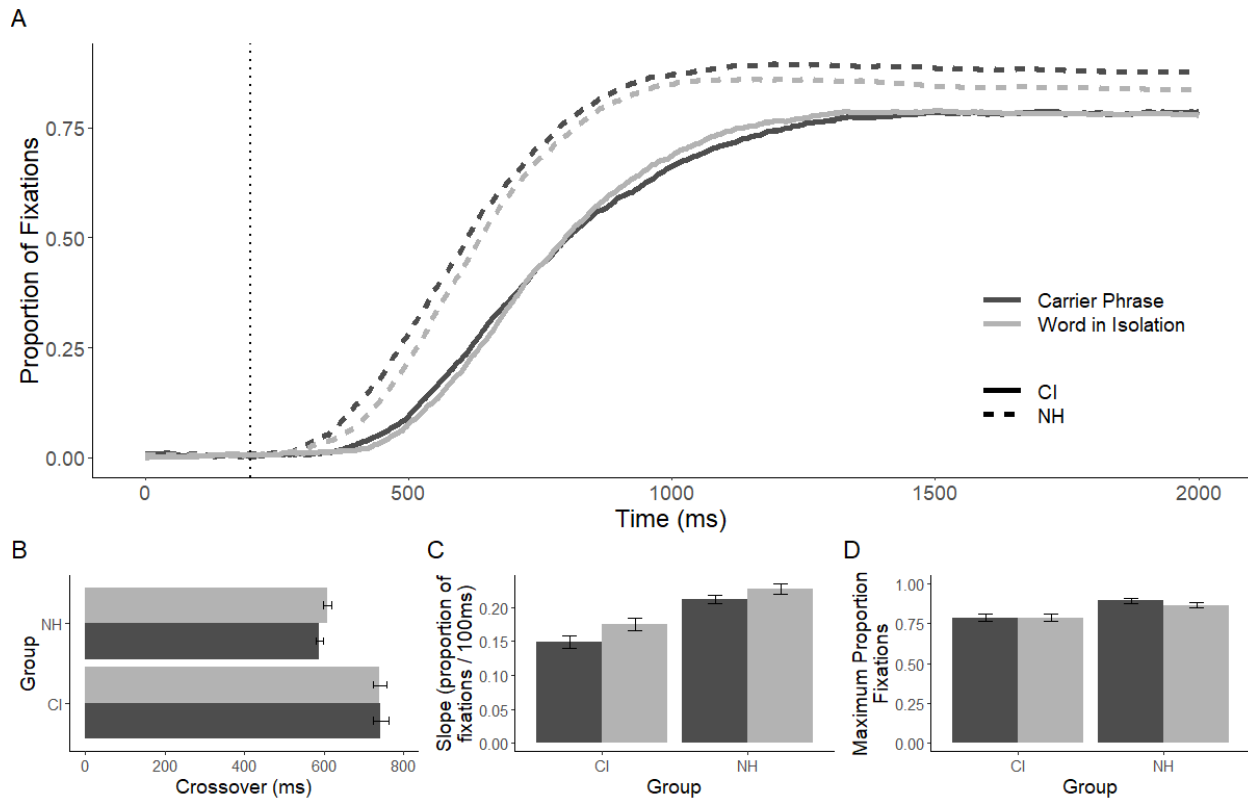 A
Proportion of Fixations
0.75
0.50
0.25
0.00
Carrier Phrase
Word in Isolation
CI
NH
0 500 1000 1500 2000
Time (ms)
B
Group
NH
CI
0 200 400 600 800
Crossover (ms)
C
Slope (proportion of
fixations / 100ms)
0.20
0.15
0.10
0.05
0.00
CI NH
Group
D
Maximum Proportion
Fixations
1.00
0.75
0.50
0.25
0.00
CI NH
Group